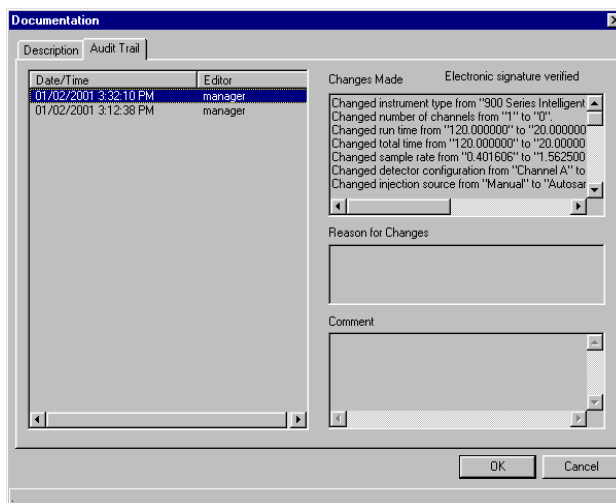 Documentation
Description
Audit Trail
Date/Time Editor
01/02/2001 3:32:10 PM manager
01/02/2001 3:12:38 PM manager
Changes Made Electronic signature verified
Changed instrument type from "900 Series Intelligent
Changed number of channels from "1" to "0".
Changed run time from "120.000000" to "20.000000
Changed total time from "120.000000" to "20.00000
Changed sample rate from "0.401606" to "1.562500
Changed detector configuration from "Channel A" to
Changed injection source from "Manual" to "Autosar
Reason for Changes
Comment
OK Cancel